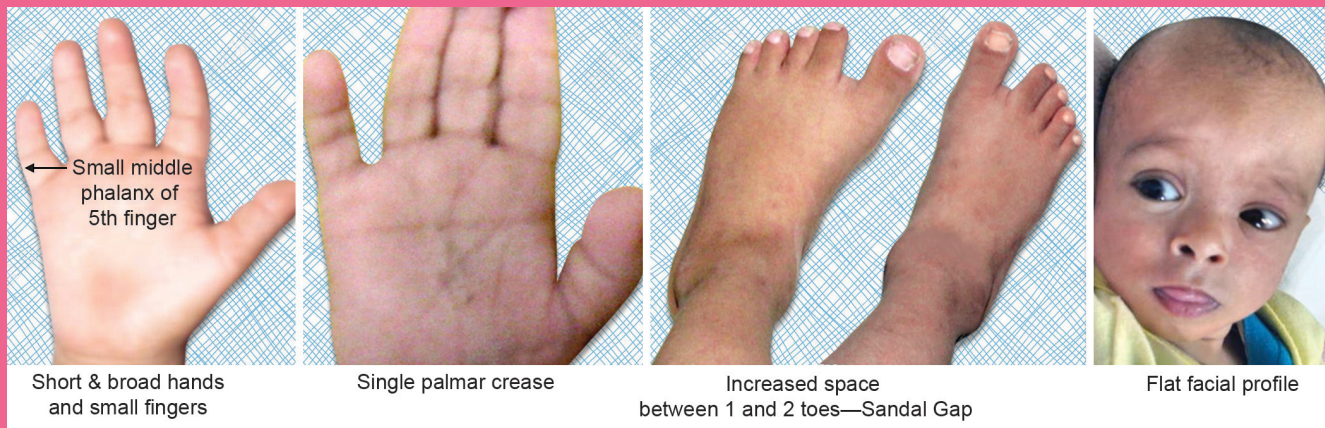 Small middle
phalanx of
5th finger
Short & broad hands
and small fingers
Single palmar crease
Increased space
between 1 and 2 toes—Sandal Gap
Flat facial profile